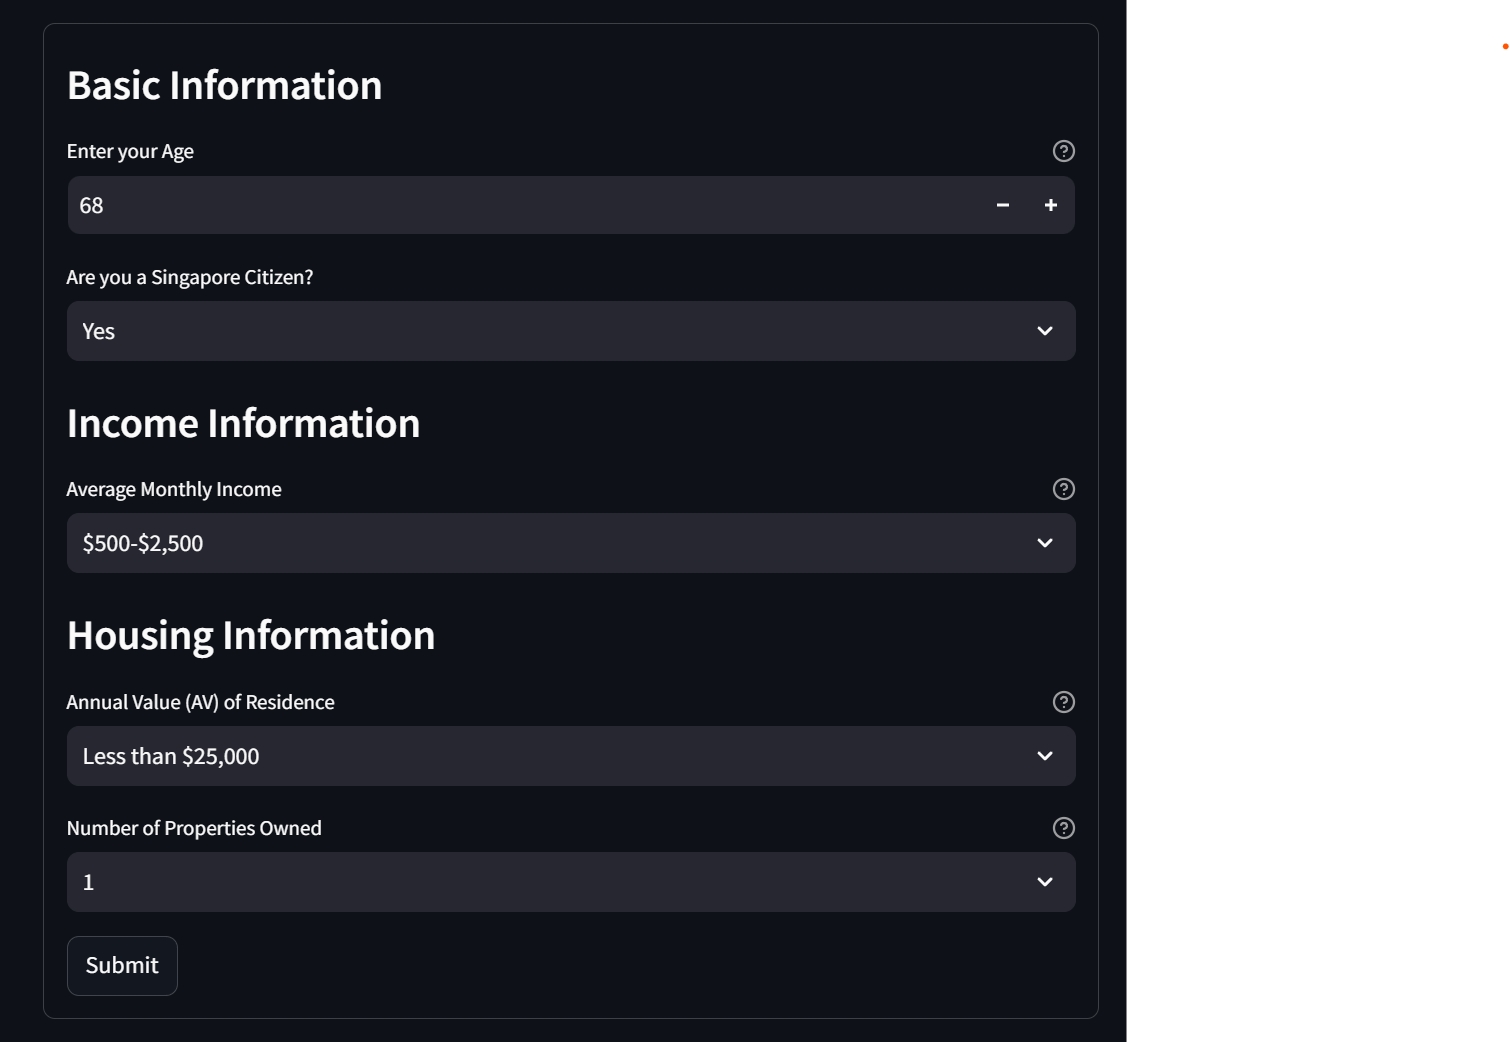 Basic Information
Enter your Age
68
Are you a Singapore Citizen?
Yes
Income Information
Average Monthly Income
$500-$2,500
Housing Information
Annual Value (AV) of Residence
Less than $25,000
Number of Properties Owned
1
Submit